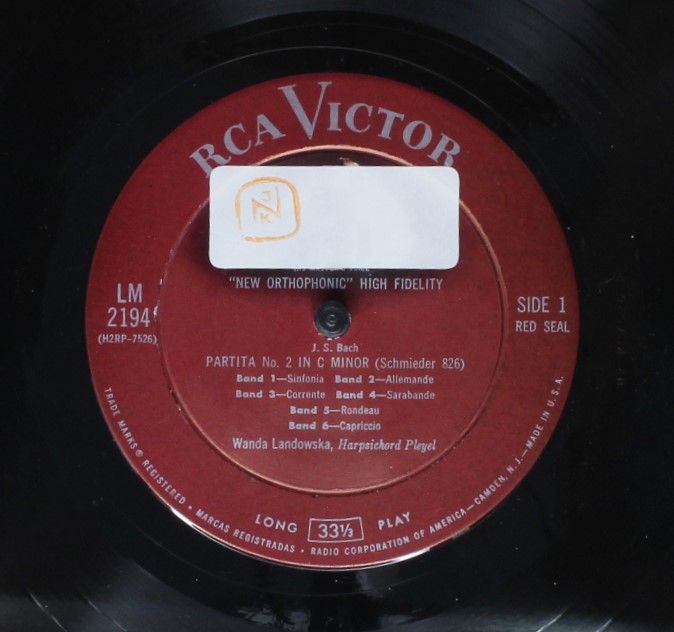 RCA VICTOR
"NEW ORTHOPHONIC" HIGH FIDELITY
LM
2194
(H2RP-7526)
SIDE 1
RED SEAL
J. S. Bach
PARTITA No. 2 IN C MINOR (Schmieder 826)
Band 1—Sinfonia Band 2—Allemande
Band 3—Corrente Band 4—Sarabande
Band 5—Rondeau
Band 6—Capriccio
Wanda Landowska, Harpsichord Pleyel
LONG 33⅓ PLAY
TRADE MARKS ® REGISTERED • MARCAS REGISTRADAS • RADIO CORPORATION OF AMERICA—CAMDEN, N. J.—MADE IN U. S. A.